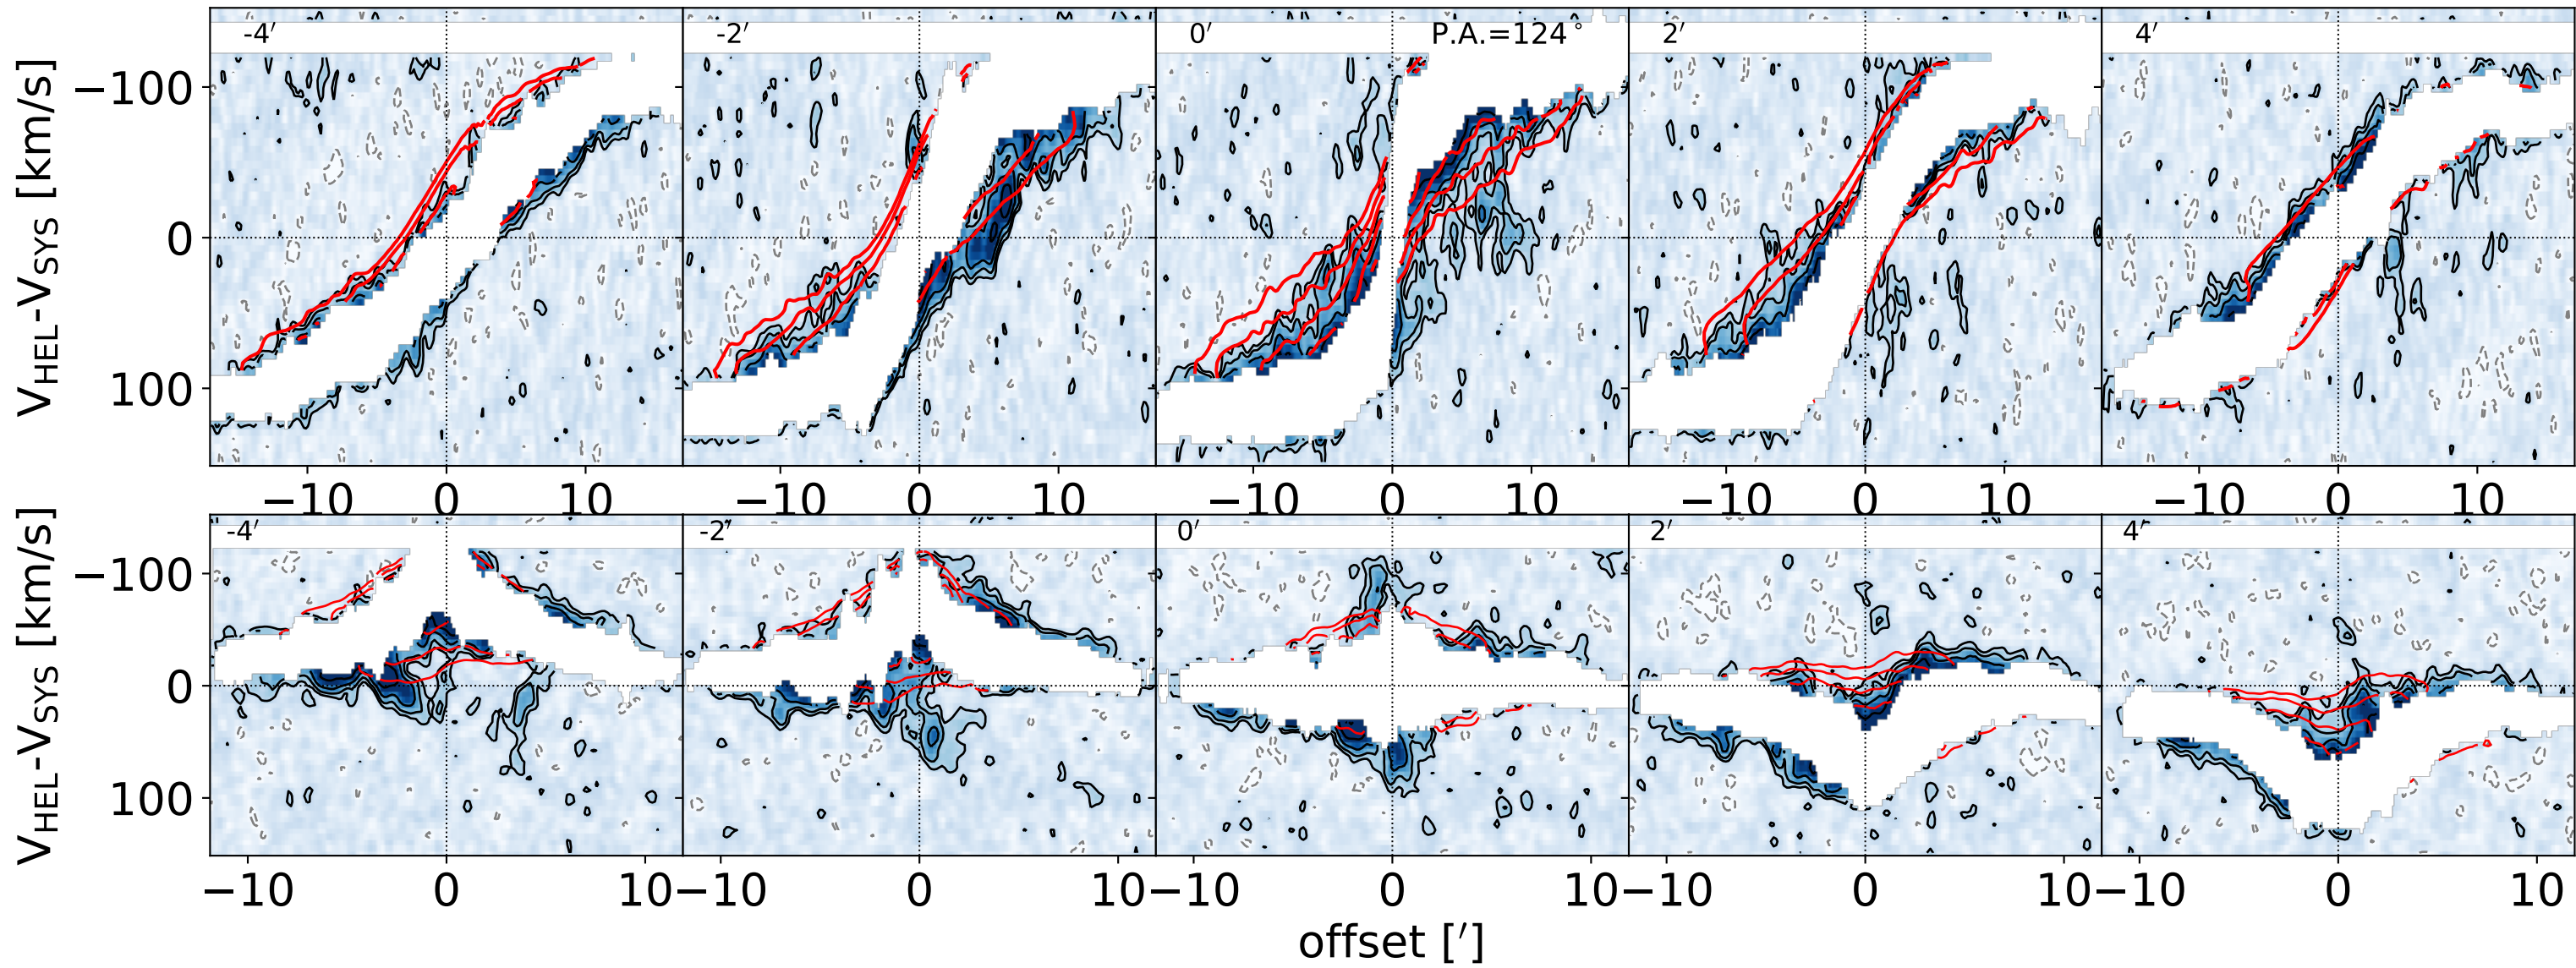 -4′ -2′ 0′ P.A.=124° 2′ 4′
V_HEL-V_SYS [km/s]
−100
0
100
−10 0 10 −10 0 10 −10 0 10 −10 0 10 −10 0 10
-4′ -2′ 0′ 2′ 4′
V_HEL-V_SYS [km/s]
−100
0
100
−10 0 10 −10 0 10 −10 0 10 −10 0 10 −10 0 10
offset [′]